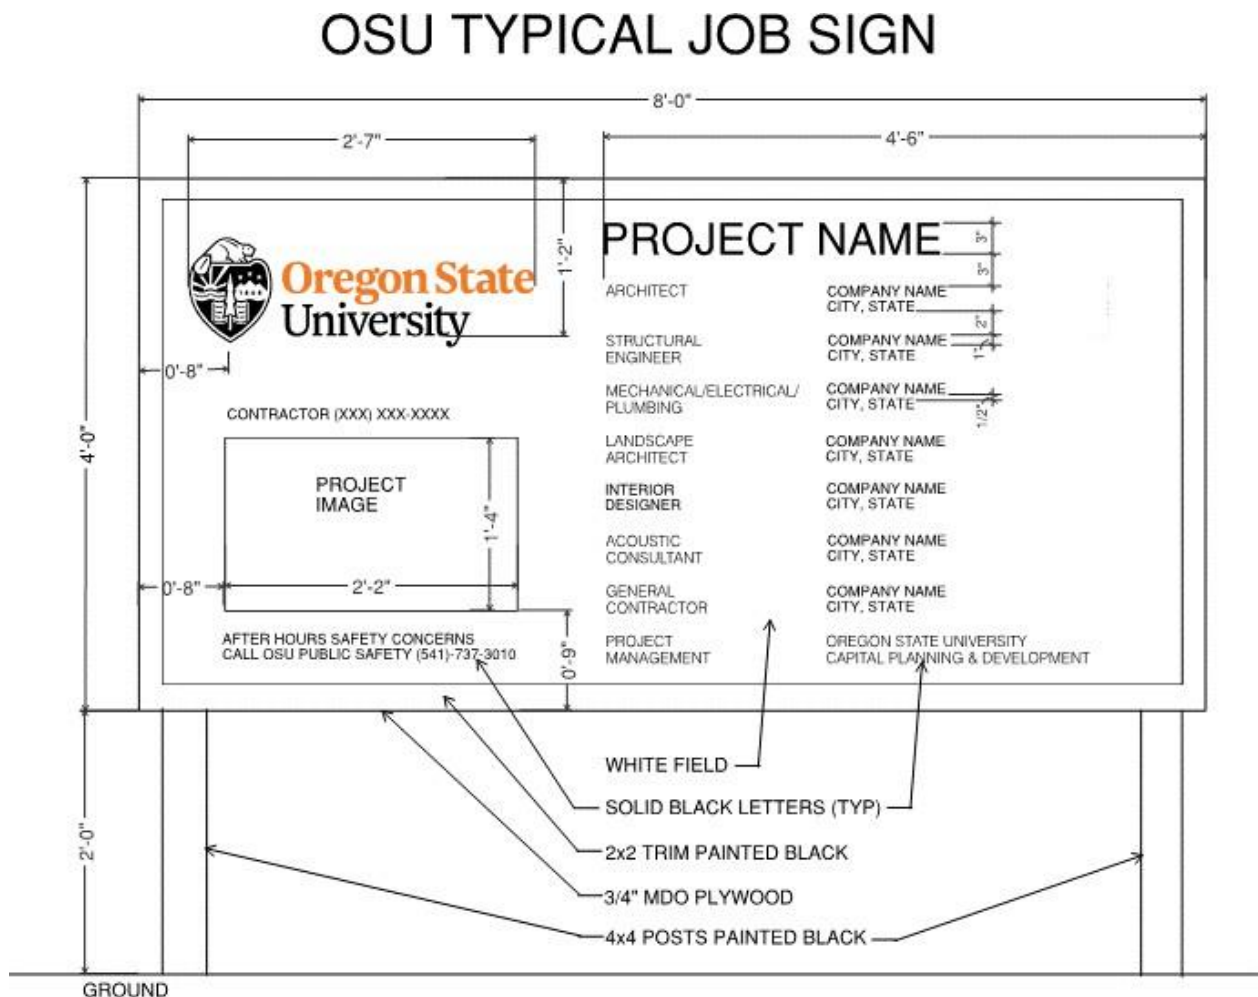 OSU TYPICAL JOB SIGN
8'-0"
2'-7"
4'-6"
1'-2"
4'-0"
0'-8"
Oregon State
University
PROJECT NAME
3"
3"
2"
1"
1/2"
ARCHITECT
COMPANY NAME
CITY, STATE
STRUCTURAL
ENGINEER
COMPANY NAME
CITY, STATE
MECHANICAL/ELECTRICAL/
PLUMBING
COMPANY NAME
CITY, STATE
LANDSCAPE
ARCHITECT
COMPANY NAME
CITY, STATE
INTERIOR
DESIGNER
COMPANY NAME
CITY, STATE
ACOUSTIC
CONSULTANT
COMPANY NAME
CITY, STATE
GENERAL
CONTRACTOR
COMPANY NAME
CITY, STATE
PROJECT
MANAGEMENT
OREGON STATE UNIVERSITY
CAPITAL PLANNING & DEVELOPMENT
CONTRACTOR (XXX) XXX-XXXX
PROJECT
IMAGE
1'-4"
0'-8"
2'-2"
AFTER HOURS SAFETY CONCERNS
CALL OSU PUBLIC SAFETY (541)-737-3010
0'-9"
2'-0"
WHITE FIELD
SOLID BLACK LETTERS (TYP)
2x2 TRIM PAINTED BLACK
3/4" MDO PLYWOOD
4x4 POSTS PAINTED BLACK
GROUND